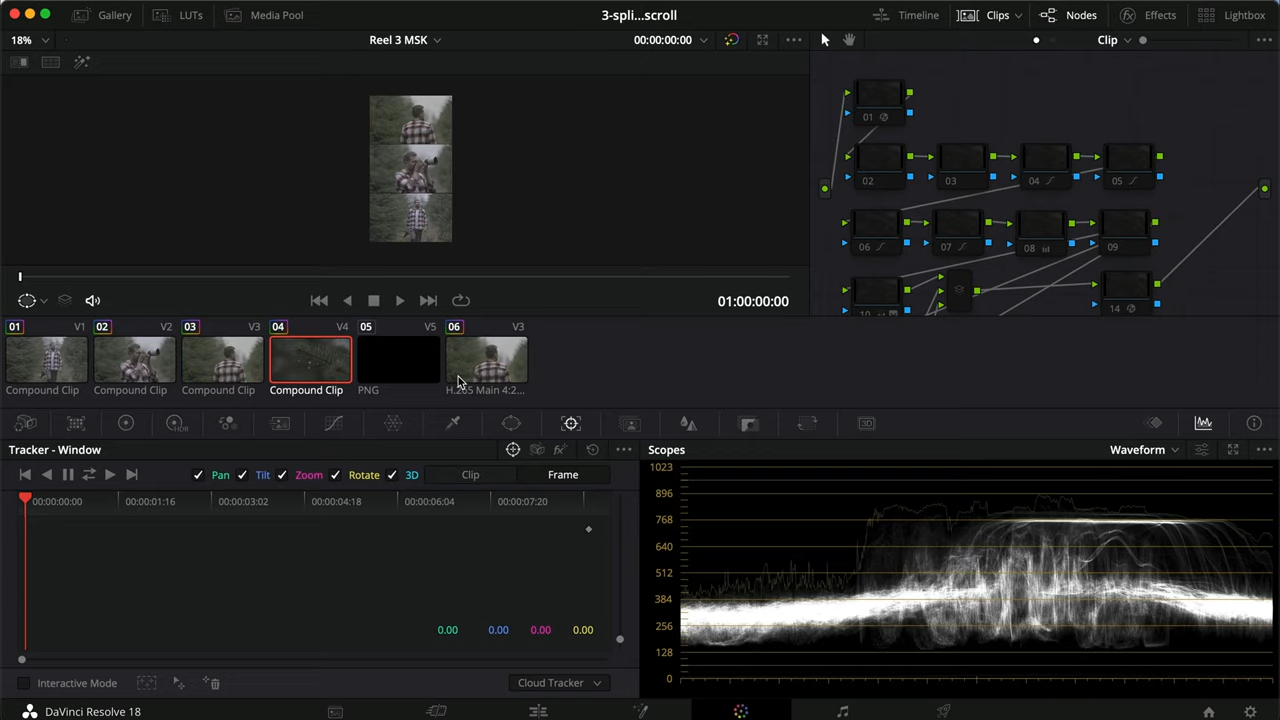 Gallery LUTs Media Pool 3-spli...scroll Timeline Clips Nodes Effects Lightbox
18% Reel 3 MSK 00:00:00:00 Clip
01
02 03 04 05
06 07 08 09
10 14
01:00:00:00
01 V1 02 V2 03 V3 04 V4 05 V5 06 V3
Compound Clip Compound Clip Compound Clip Compound Clip PNG H.265 Main 4:2...
Tracker - Window Scopes Waveform
Pan Tilt Zoom Rotate 3D Clip Frame
00:00:00:00 00:00:01:16 00:00:03:02 00:00:04:18 00:00:06:04 00:00:07:20
1023
896
768
640
512
384
256
128
0
0.00 0.00 0.00 0.00
Interactive Mode Cloud Tracker
DaVinci Resolve 18